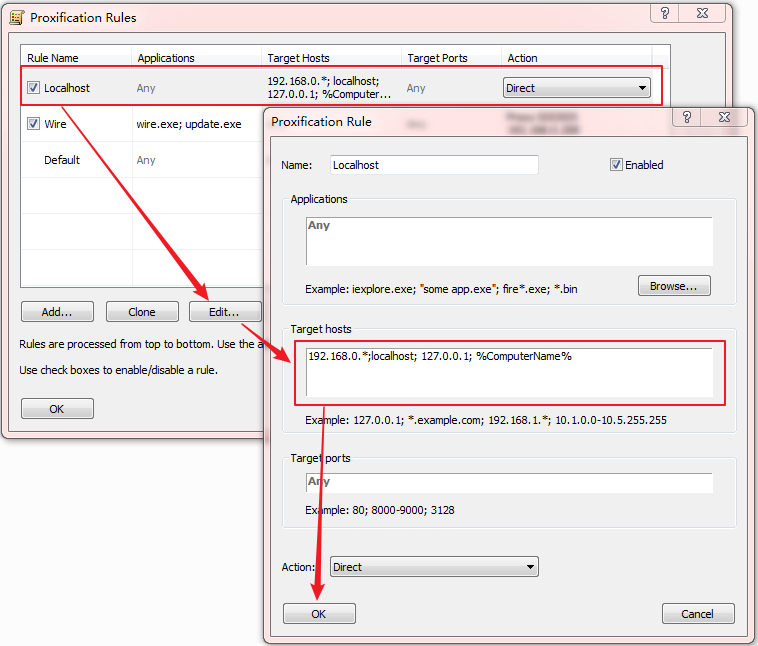 Proxification Rules
Rule Name Applications Target Hosts Target Ports Action
Localhost Any 192.168.0.*; localhost; Any Direct
127.0.0.1; %Computer...
Wire wire.exe; update.exe
Default Any
Add... Clone Edit...
Rules are processed from top to bottom. Use the a
Use check boxes to enable/disable a rule.
OK
Proxification Rule
Name: Localhost Enabled
Applications
Any
Example: iexplore.exe; "some app.exe"; fire*.exe; *.bin Browse...
Target hosts
192.168.0.*;localhost; 127.0.0.1; %ComputerName%
Example: 127.0.0.1; *.example.com; 192.168.1.*; 10.1.0.0-10.5.255.255
Target ports
Any
Example: 80; 8000-9000; 3128
Action: Direct
OK Cancel